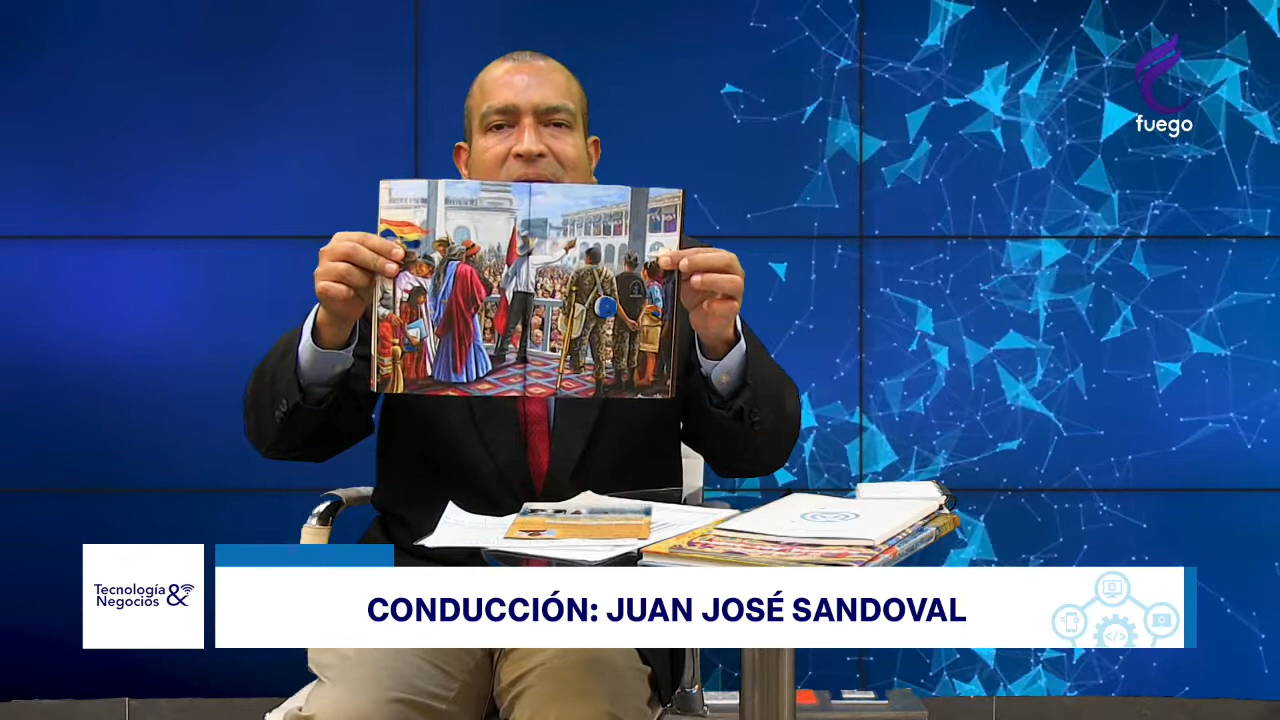 fuego
Tecnología
Negocios &
CONDUCCIÓN: JUAN JOSÉ SANDOVAL
</>